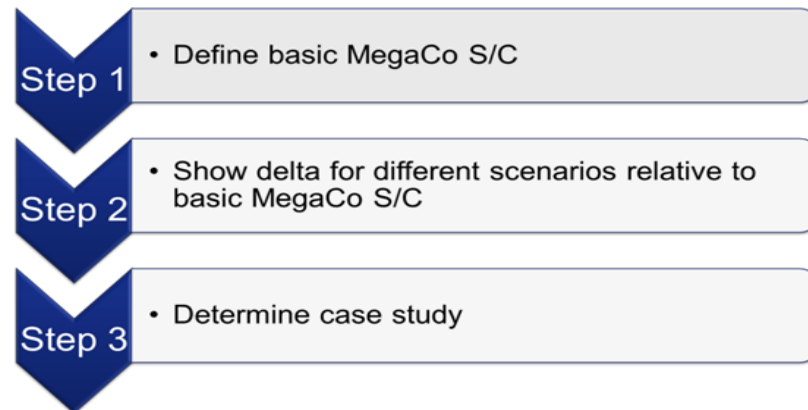 Step 1
• Define basic MegaCo S/C
Step 2
• Show delta for different scenarios relative to
basic MegaCo S/C
Step 3
• Determine case study